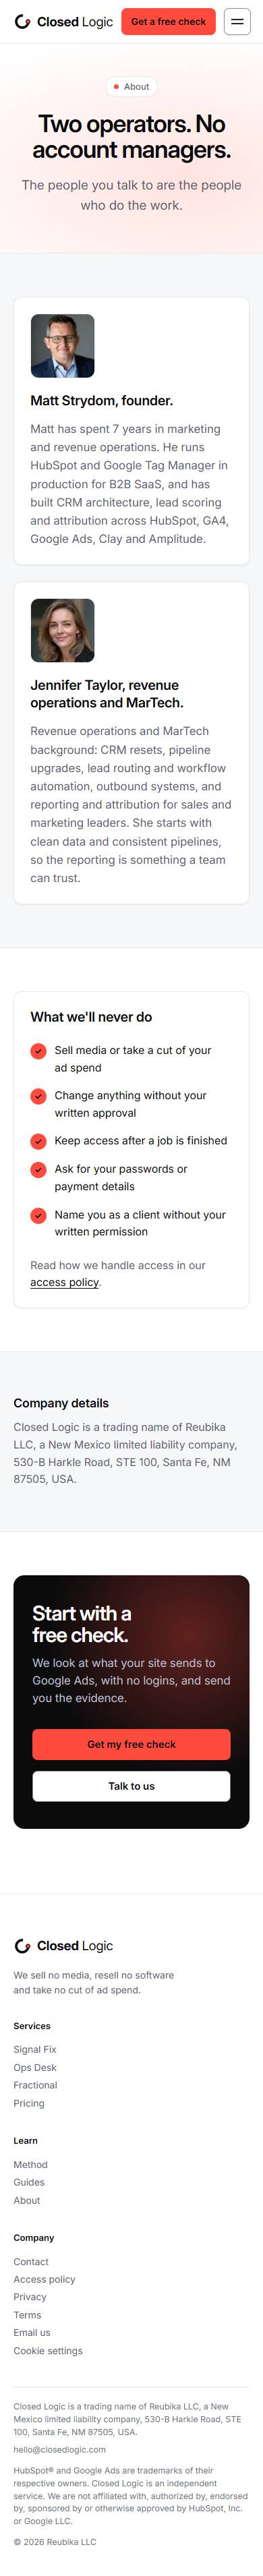 Closed Logic
Get a free check
About
Two operators. No
account managers.
The people you talk to are the people
who do the work.
Matt Strydom, founder.
Matt has spent 7 years in marketing
and revenue operations. He runs
HubSpot and Google Tag Manager in
production for B2B SaaS, and has
built CRM architecture, lead scoring
and attribution across HubSpot, GA4,
Google Ads, Clay and Amplitude.
Jennifer Taylor, revenue
operations and MarTech.
Revenue operations and MarTech
background: CRM resets, pipeline
upgrades, lead routing and workflow
automation, outbound systems, and
reporting and attribution for sales and
marketing leaders. She starts with
clean data and consistent pipelines,
so the reporting is something a team
can trust.
What we'll never do
Sell media or take a cut of your
ad spend
Change anything without your
written approval
Keep access after a job is finished
Ask for your passwords or
payment details
Name you as a client without your
written permission
Read how we handle access in our
access policy.
Company details
Closed Logic is a trading name of Reubika
LLC, a New Mexico limited liability company,
530-B Harkle Road, STE 100, Santa Fe, NM
87505, USA.
Start with a
free check.
We look at what your site sends to
Google Ads, with no logins, and send
you the evidence.
Get my free check
Talk to us
Closed Logic
We sell no media, resell no software
and take no cut of ad spend.
Services
Signal Fix
Ops Desk
Fractional
Pricing
Learn
Method
Guides
About
Company
Contact
Access policy
Privacy
Terms
Email us
Cookie settings
Closed Logic is a trading name of Reubika LLC, a New
Mexico limited liability company, 530-B Harkle Road, STE
100, Santa Fe, NM 87505, USA.
hello@closedlogic.com
HubSpot® and Google Ads are trademarks of their
respective owners. Closed Logic is an independent
service. We are not affiliated with, authorized by, endorsed
by, sponsored by or otherwise approved by HubSpot, Inc.
or Google LLC.
© 2026 Reubika LLC